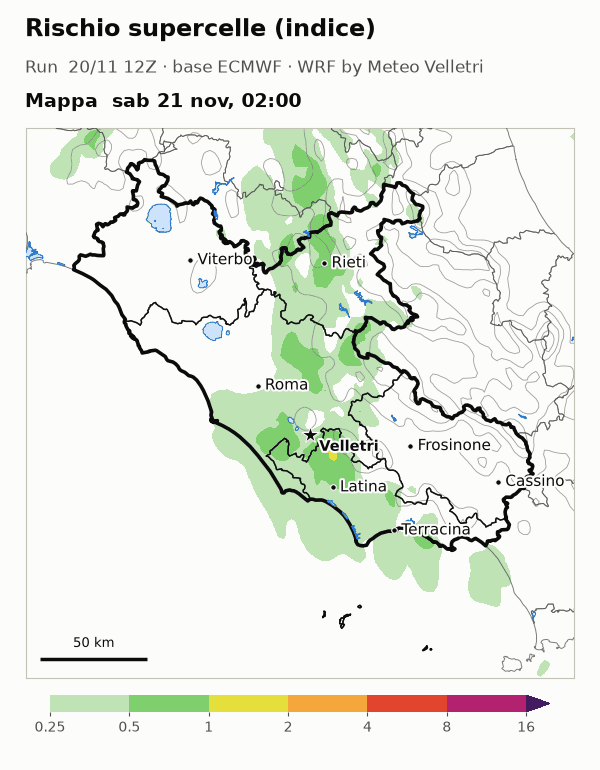 Rischio supercelle (indice)
Run  20/11 12Z · base ECMWF · WRF by Meteo Velletri
Mappa  sab 21 nov, 02:00
Viterbo
Rieti
Roma
Velletri
Frosinone
Latina
Cassino
Terracina
50 km
0.25 0.5 1 2 4 8 16